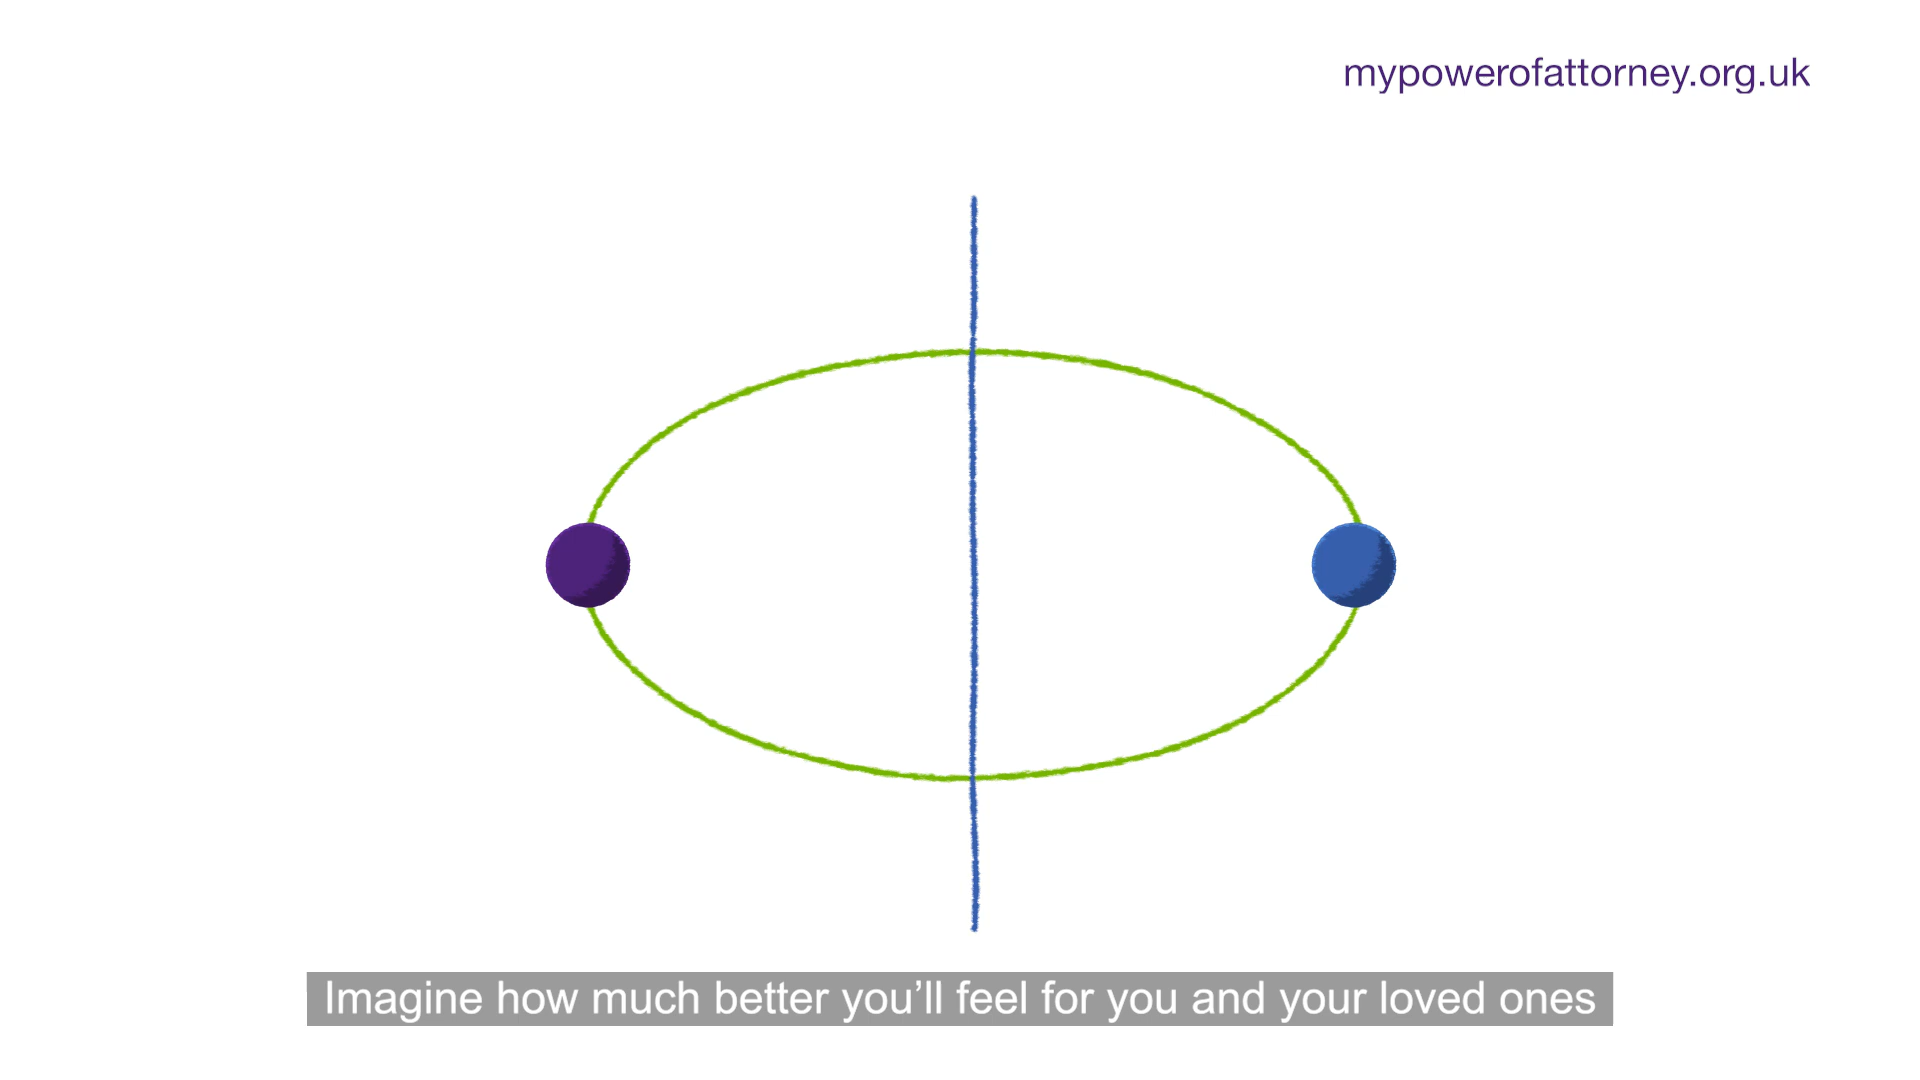 mypowerofattorney.org.uk
Imagine how much better you’ll feel for you and your loved ones